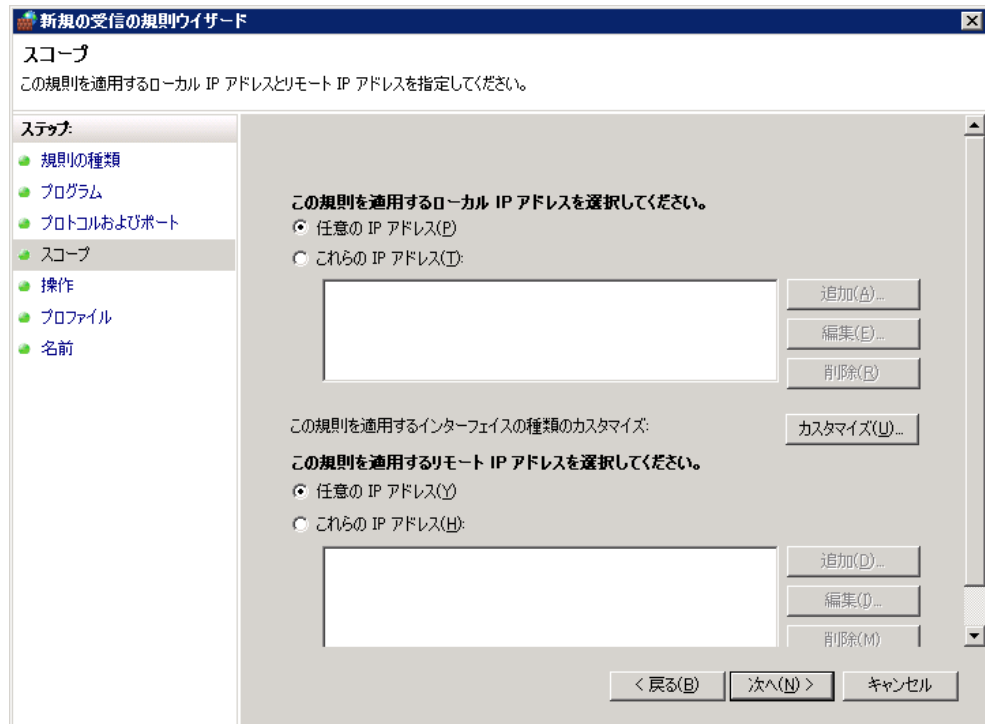 新規の受信の規則ウィザード
スコープ
この規則を適用するローカル IP アドレスとリモート IP アドレスを指定してください。
ステップ:
規則の種類
プログラム
プロトコルおよびポート
スコープ
操作
プロファイル
名前
この規則を適用するローカル IP アドレスを選択してください。
任意の IP アドレス(P)
これらの IP アドレス(T):
追加(A)...
編集(E)...
削除(R)
この規則を適用するインターフェイスの種類のカスタマイズ:
カスタマイズ(U)...
この規則を適用するリモート IP アドレスを選択してください。
任意の IP アドレス(Y)
これらの IP アドレス(H):
追加(D)...
編集(I)...
削除(M)
< 戻る(B)
次へ(N) >
キャンセル